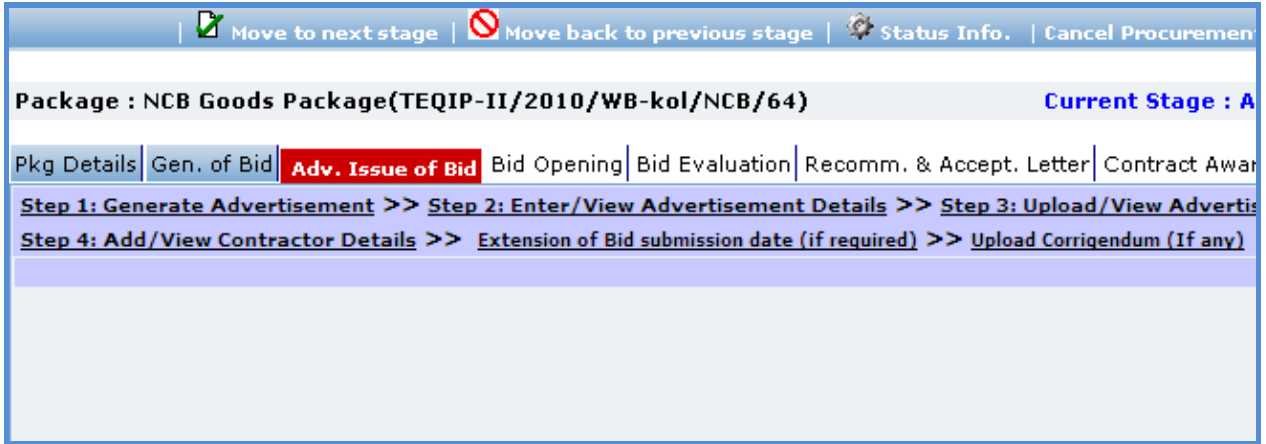 | Move to next stage | Move back to previous stage | Status Info. | Cancel Procuremen
Package : NCB Goods Package(TEQIP-II/2010/WB-kol/NCB/64) Current Stage : A
Pkg Details Gen. of Bid Adv. Issue of Bid Bid Opening Bid Evaluation Recomm. & Accept. Letter Contract Awar
Step 1: Generate Advertisement >> Step 2: Enter/View Advertisement Details >> Step 3: Upload/View Advertis
Step 4: Add/View Contractor Details >> Extension of Bid submission date (if required) >> Upload Corrigendum (If any)